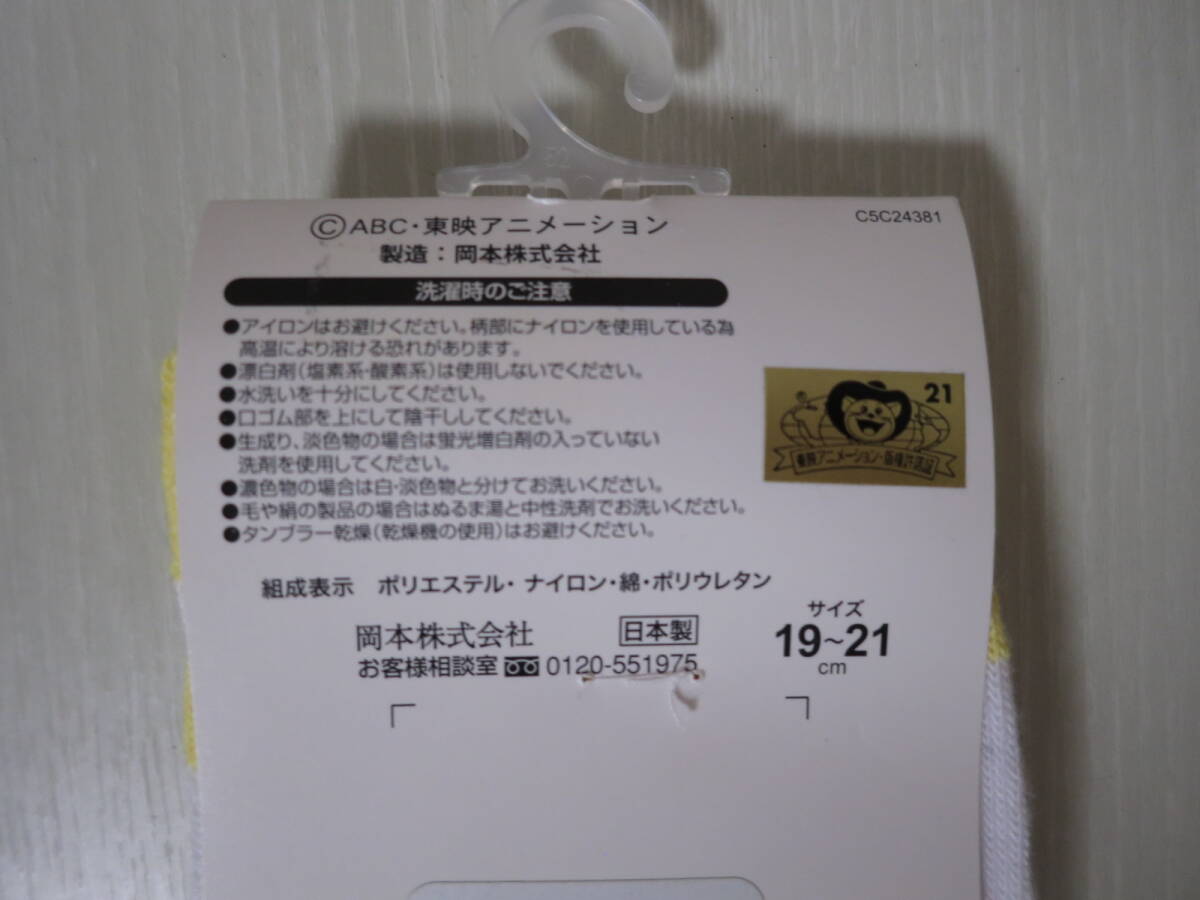 ⒸABC・東映アニメーション
C5C24381
製造：岡本株式会社
洗濯時のご注意
●アイロンはお避けください。柄部にナイロンを使用している為
高温により溶ける恐れがあります。
●漂白剤（塩素系・酸素系）は使用しないでください。
●水洗いを十分にしてください。
●口ゴム部を上にして陰干ししてください。
●生成り、淡色物の場合は蛍光増白剤の入っていない
洗剤を使用してください。
●濃色物の場合は白・淡色物と分けてお洗いください。
●毛や絹の製品の場合はぬるま湯と中性洗剤でお洗いください。
●タンブラー乾燥（乾燥機の使用）はお避けください。
21
東映アニメーション・版権許諾証
組成表示 ポリエステル・ナイロン・綿・ポリウレタン
岡本株式会社 日本製
お客様相談室 0120-551975
サイズ
19～21
cm